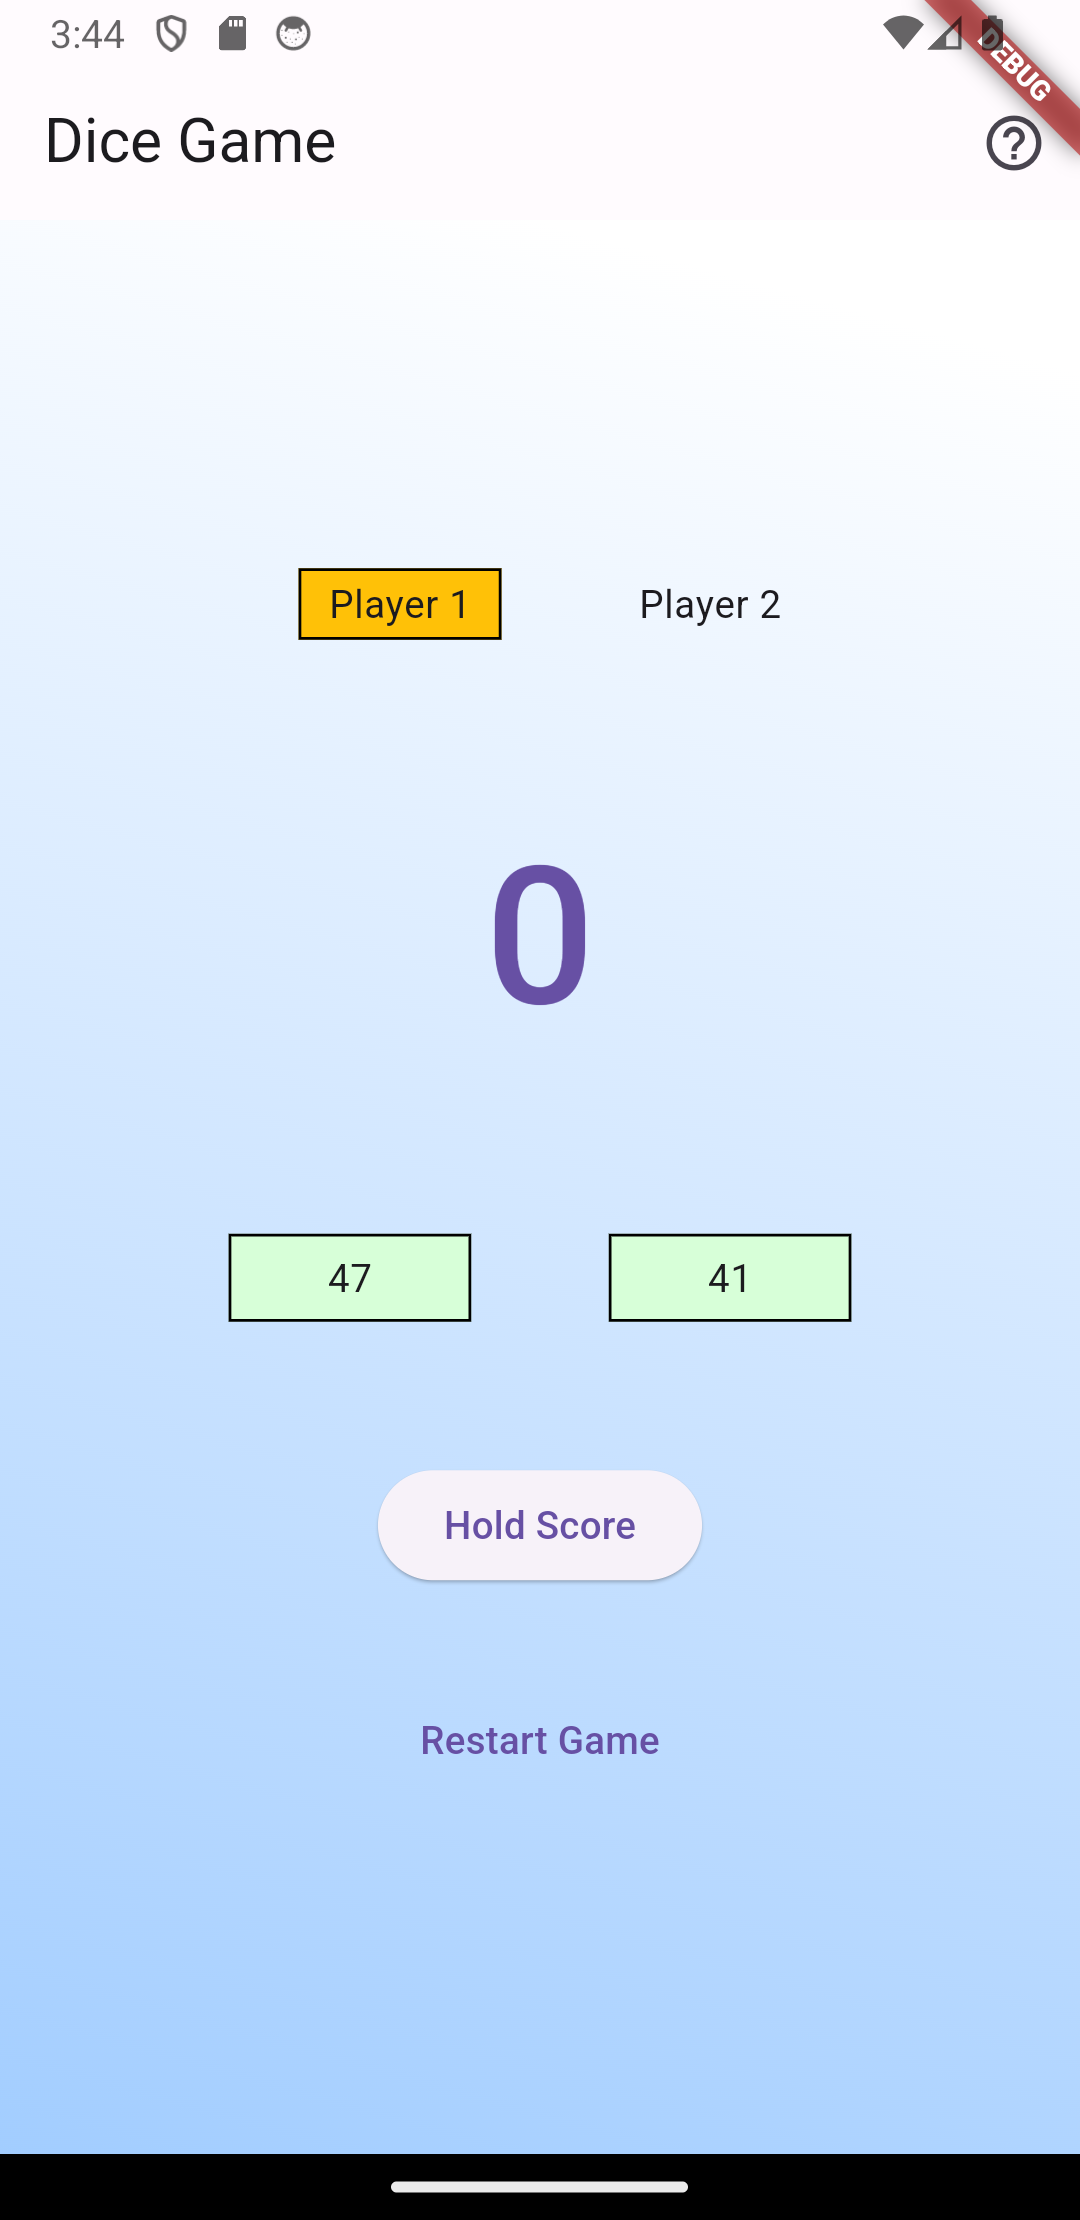 3:44
DEBUG
Dice Game
Player 1 Player 2
0
47 41
Hold Score
Restart Game